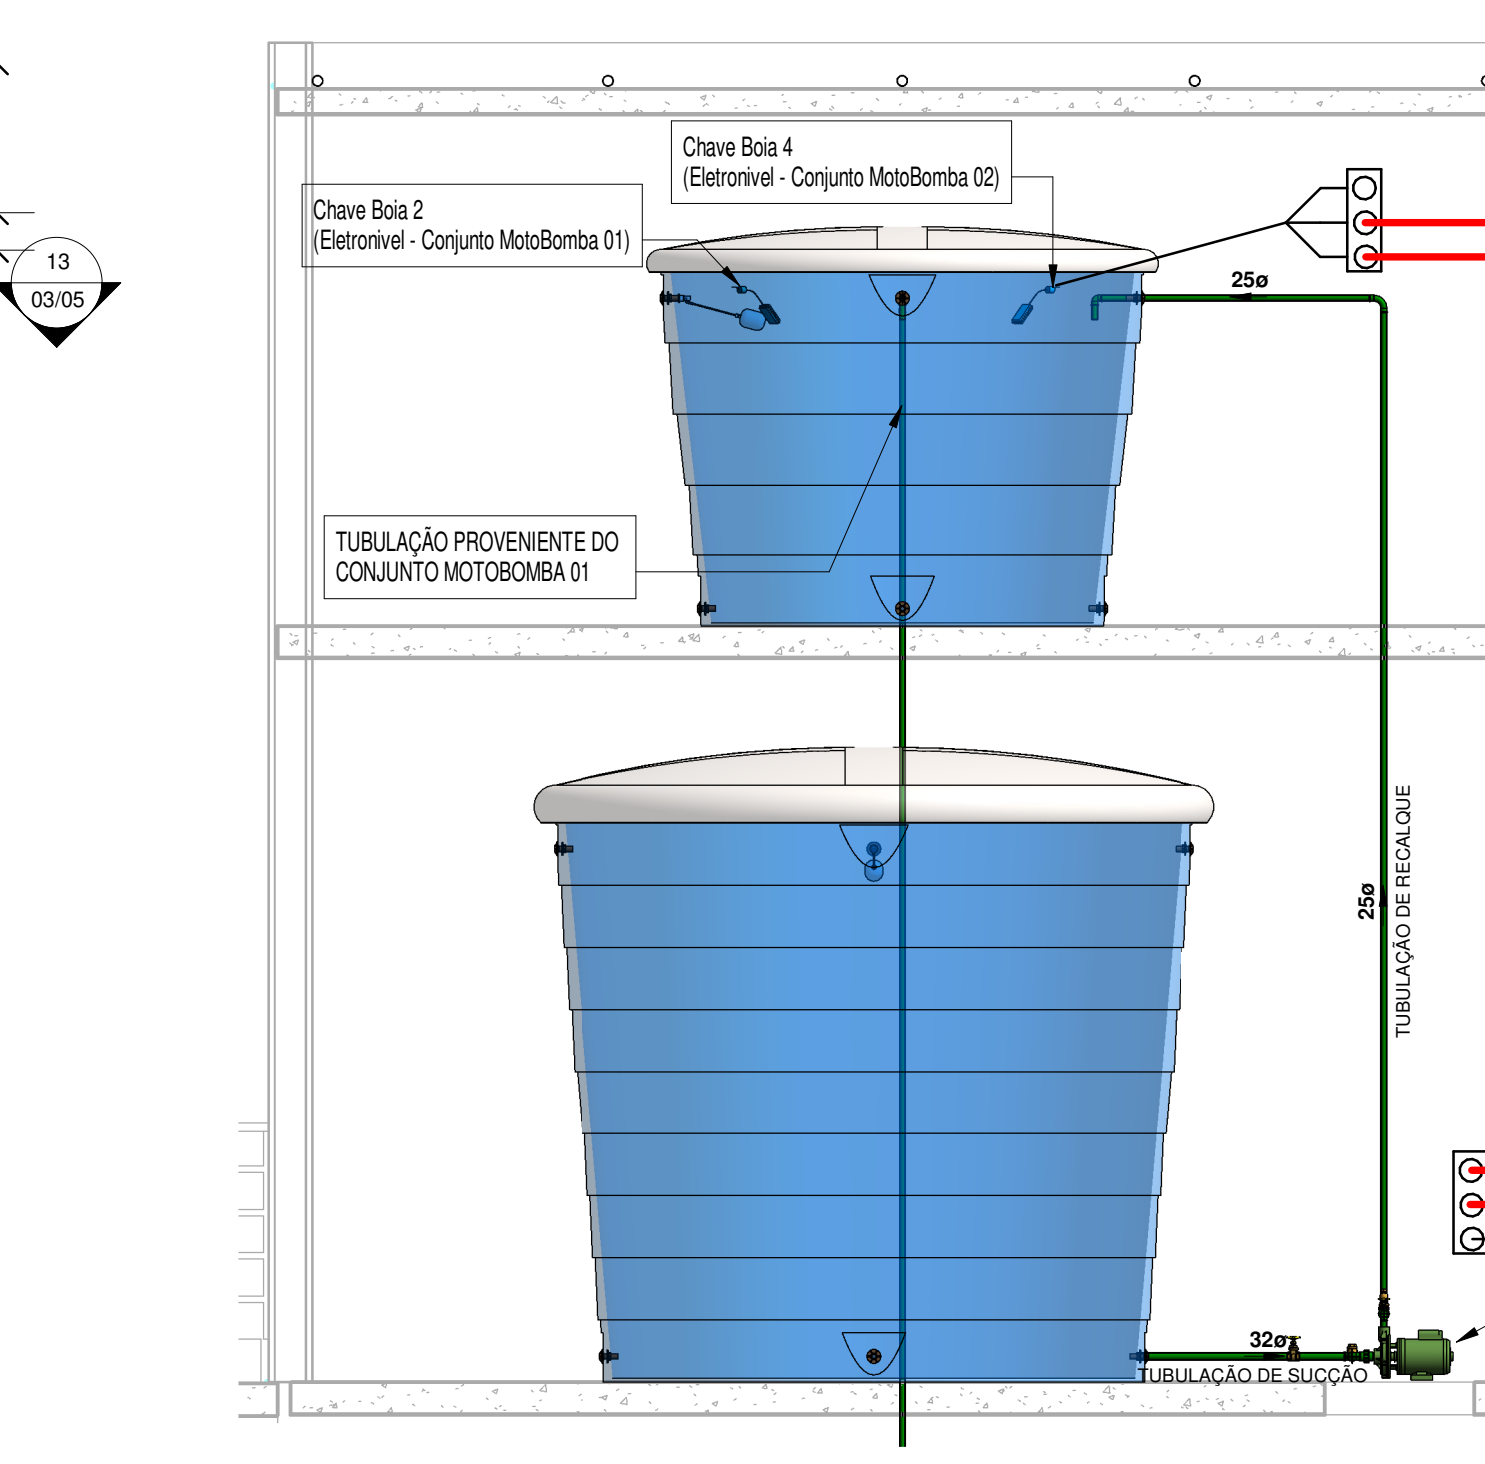 Chave Boia 4
(Eletronivel - Conjunto MotoBomba 02)
Chave Boia 2
(Eletronivel - Conjunto MotoBomba 01)
13
03/05
25ø
TUBULAÇÃO PROVENIENTE DO
CONJUNTO MOTOBOMBA 01
25ø
TUBULAÇÃO DE RECALQUE
32ø
TUBULAÇÃO DE SUCÇÃO